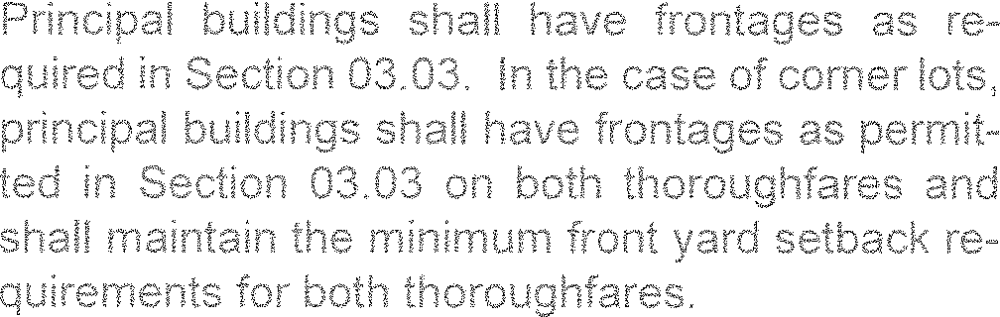 Principal buildings shall have frontages as re-
quired in Section 03.03.  In the case of corner lots,
principal buildings shall have frontages as permit-
ted in Section 03.03 on both thoroughfares and
shall maintain the minimum front yard setback re-
quirements for both thoroughfares.